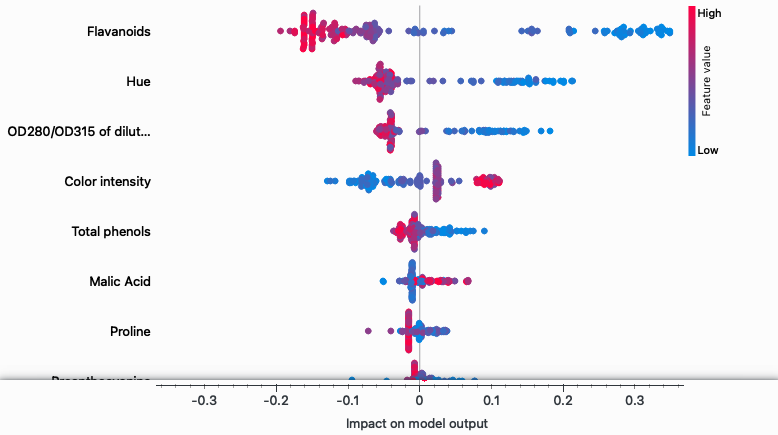 Flavanoids
High
Hue
Feature value
OD280/OD315 of dilut...
Low
Color intensity
Total phenols
Malic Acid
Proline
-0.3 -0.2 -0.1 0 0.1 0.2 0.3
Impact on model output